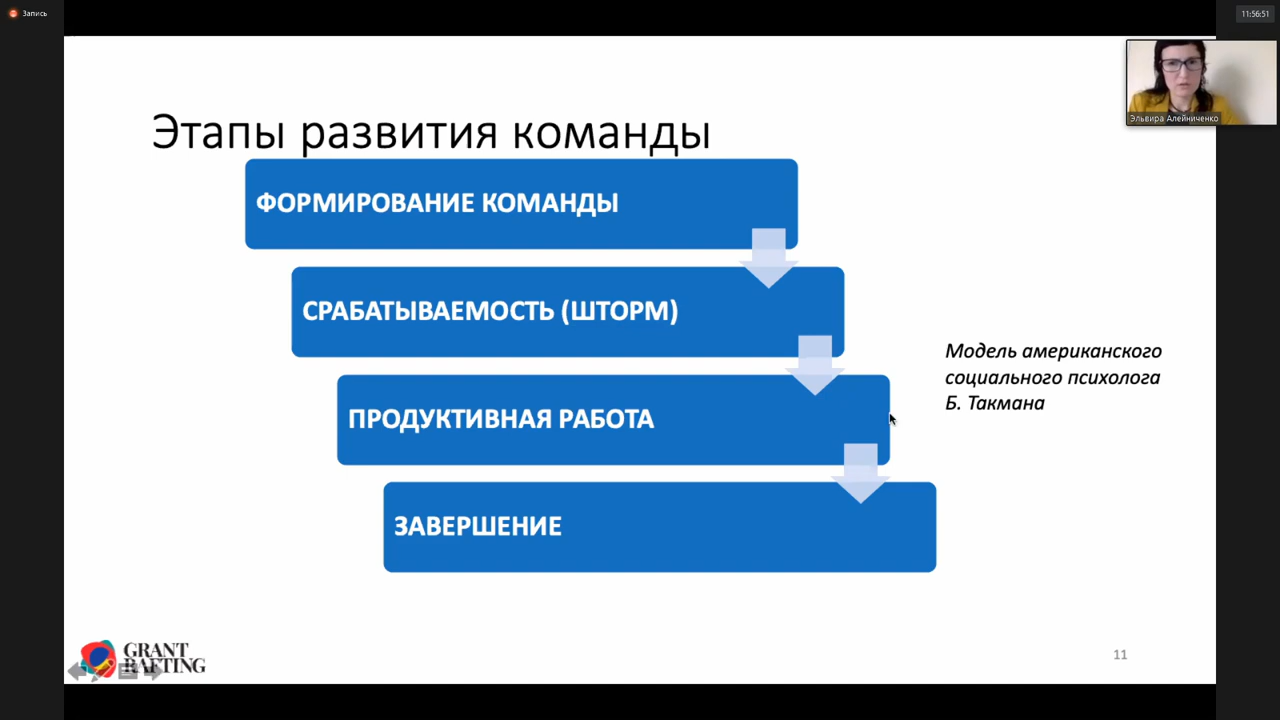 Запись
11:56:51
Эльвира Алейниченко
Этапы развития команды
ФОРМИРОВАНИЕ КОМАНДЫ
СРАБАТЫВАЕМОСТЬ (ШТОРМ)
ПРОДУКТИВНАЯ РАБОТА
ЗАВЕРШЕНИЕ
Модель американского
социального психолога
Б. Такмана
GRANT
RAFTING
11